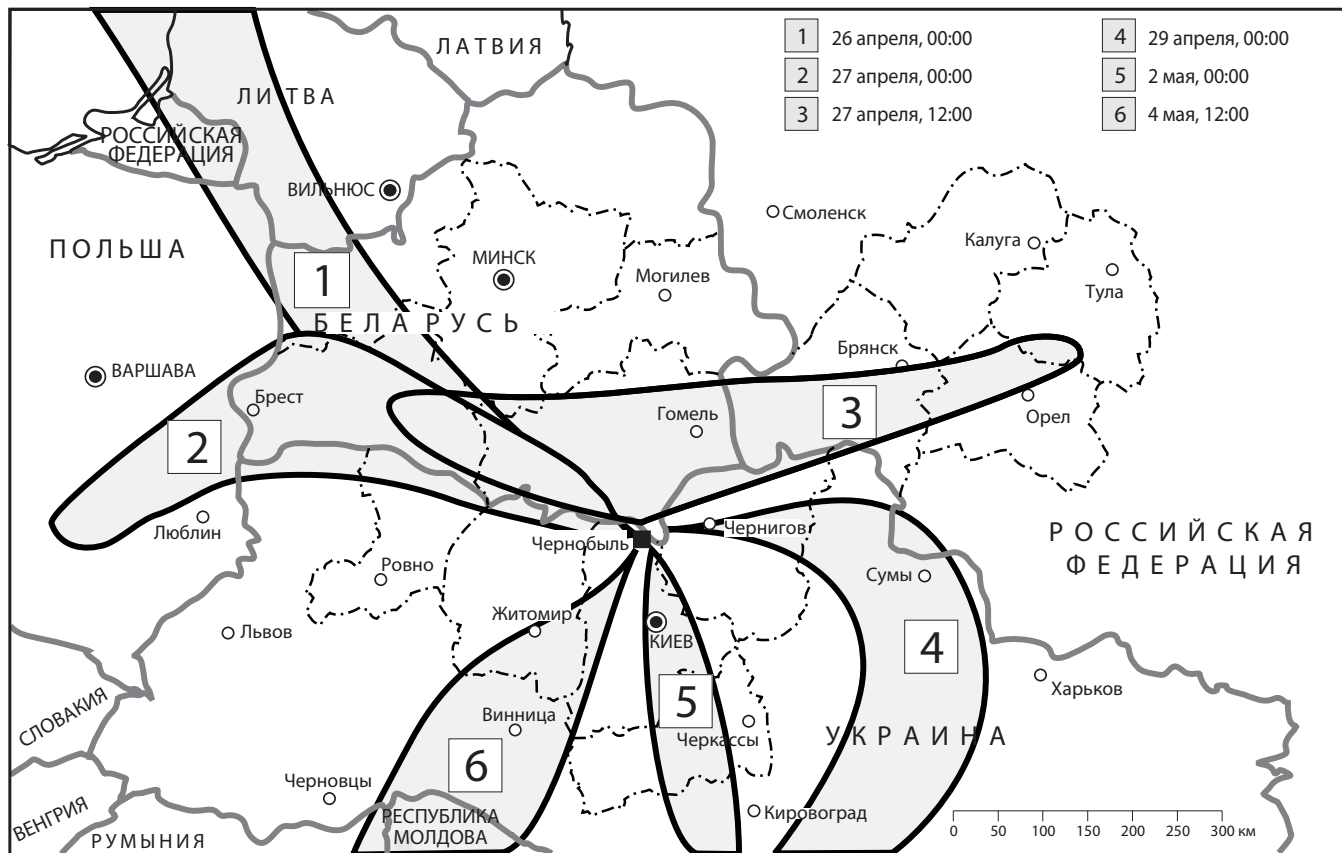 ЛАТВИЯ
1 26 апреля, 00:00
4 29 апреля, 00:00
2 27 апреля, 00:00
5 2 мая, 00:00
3 27 апреля, 12:00
6 4 мая, 12:00
ЛИТВА
РОССИЙСКАЯ
ФЕДЕРАЦИЯ
ВИЛЬНЮС
Смоленск
ПОЛЬША
Калуга
МИНСК
Могилев
Тула
1
БЕЛАРУСЬ
Брянск
ВАРШАВА
Брест
Гомель
3
Орел
2
Люблин
Чернигов
Чернобыль
РОССИЙСКАЯ
ФЕДЕРАЦИЯ
Ровно
Сумы
Житомир
Львов
КИЕВ
4
Харьков
СЛОВАКИЯ
5
Винница
Черкассы
УКРАИНА
6
Черновцы
ВЕНГРИЯ
РУМЫНИЯ
РЕСПУБЛИКА
МОЛДОВА
Кировоград
0 50 100 150 200 250 300 км